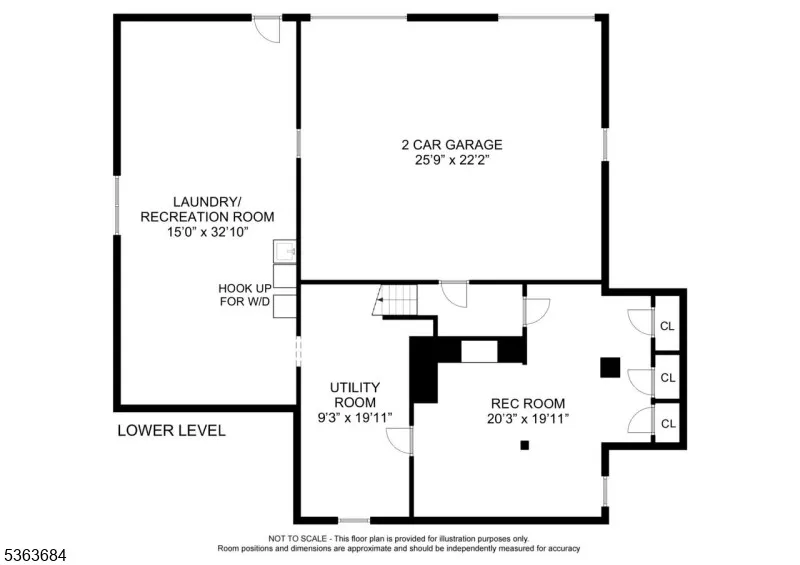 2 CAR GARAGE
25'9" x 22'2"
LAUNDRY/
RECREATION ROOM
15'0" x 32'10"
HOOK UP
FOR W/D
CL
CL
CL
UTILITY
ROOM
9'3" x 19'11"
REC ROOM
20'3" x 19'11"
LOWER LEVEL
NOT TO SCALE - This floor plan is provided for illustration purposes only.
Room positions and dimensions are approximate and should be independently measured for accuracy
5363684